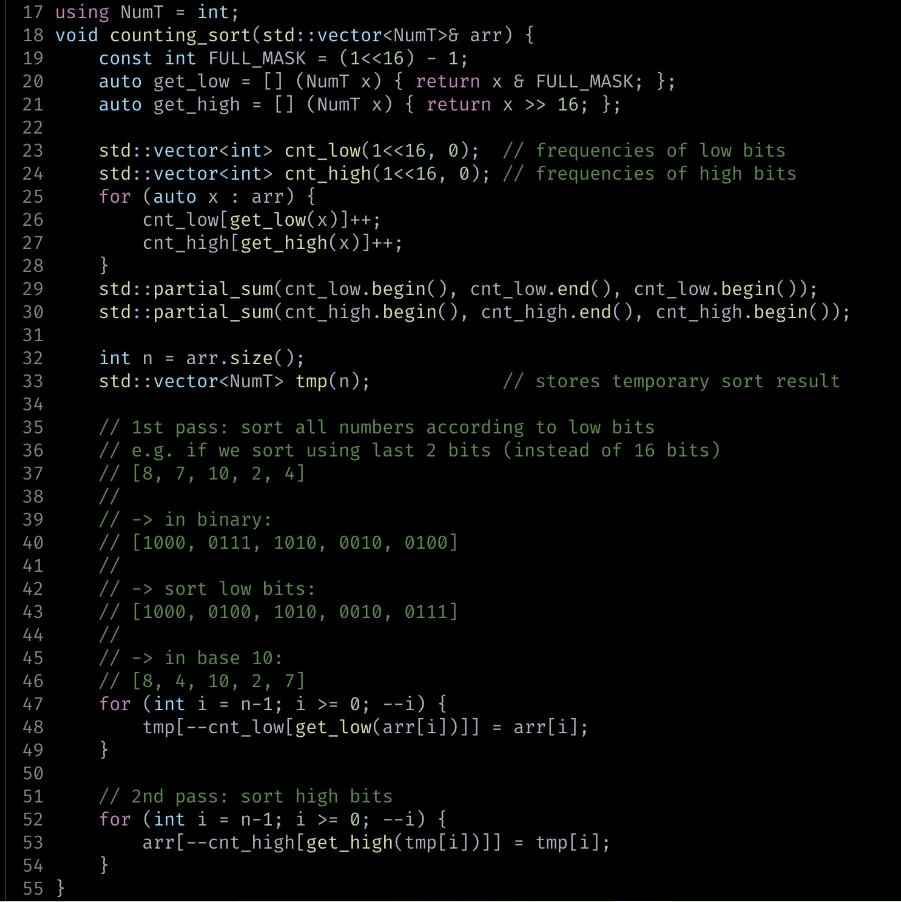 17 using NumT = int;
18 void counting_sort(std::vector<NumT>& arr) {
19     const int FULL_MASK = (1<<16) - 1;
20     auto get_low = [] (NumT x) { return x & FULL_MASK; };
21     auto get_high = [] (NumT x) { return x >> 16; };
22
23     std::vector<int> cnt_low(1<<16, 0);  // frequencies of low bits
24     std::vector<int> cnt_high(1<<16, 0); // frequencies of high bits
25     for (auto x : arr) {
26         cnt_low[get_low(x)]++;
27         cnt_high[get_high(x)]++;
28     }
29     std::partial_sum(cnt_low.begin(), cnt_low.end(), cnt_low.begin());
30     std::partial_sum(cnt_high.begin(), cnt_high.end(), cnt_high.begin());
31
32     int n = arr.size();
33     std::vector<NumT> tmp(n);            // stores temporary sort result
34
35     // 1st pass: sort all numbers according to low bits
36     // e.g. if we sort using last 2 bits (instead of 16 bits)
37     // [8, 7, 10, 2, 4]
38     //
39     // -> in binary:
40     // [1000, 0111, 1010, 0010, 0100]
41     //
42     // -> sort low bits:
43     // [1000, 0100, 1010, 0010, 0111]
44     //
45     // -> in base 10:
46     // [8, 4, 10, 2, 7]
47     for (int i = n-1; i >= 0; --i) {
48         tmp[--cnt_low[get_low(arr[i])]] = arr[i];
49     }
50
51     // 2nd pass: sort high bits
52     for (int i = n-1; i >= 0; --i) {
53         arr[--cnt_high[get_high(tmp[i])]] = tmp[i];
54     }
55 }